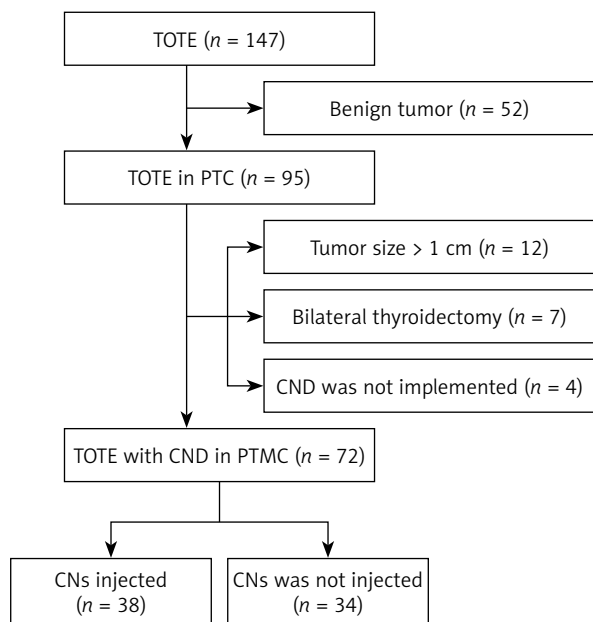 TOTE (n = 147)
Benign tumor (n = 52)
TOTE in PTC (n = 95)
Tumor size > 1 cm (n = 12)
Bilateral thyroidectomy (n = 7)
CND was not implemented (n = 4)
TOTE with CND in PTMC (n = 72)
CNs injected
(n = 38)
CNs was not injected
(n = 34)